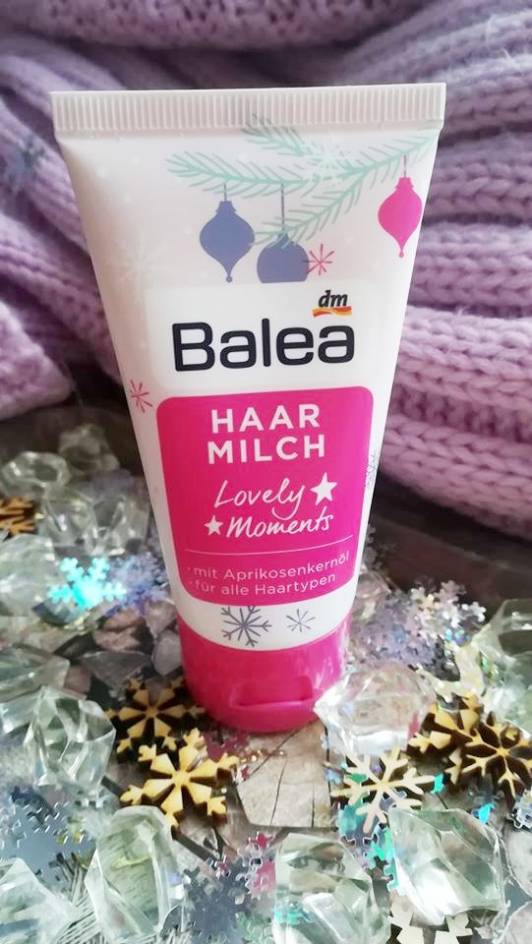 dm
Balea
HAAR
MILCH
Lovely
Moments
· mit Aprikosenkernöl
· für alle Haartypen